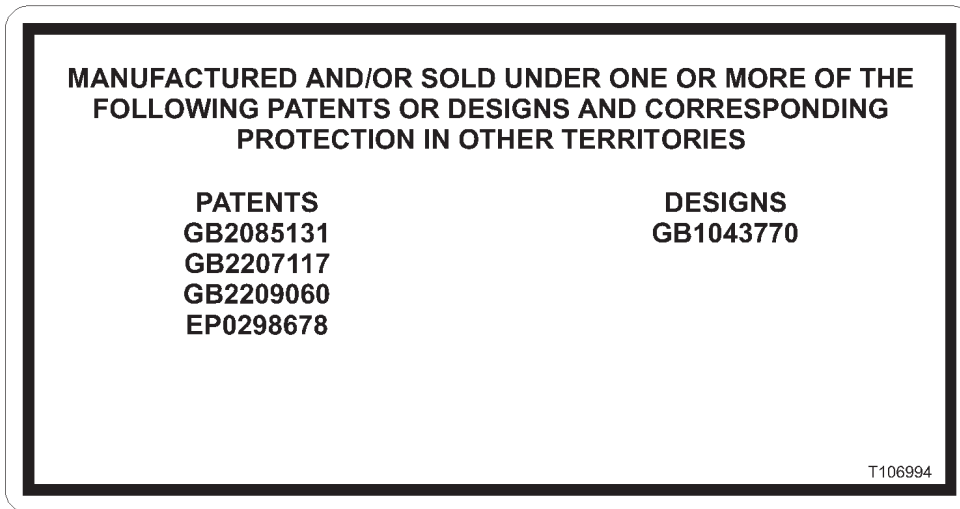 MANUFACTURED AND/OR SOLD UNDER ONE OR MORE OF THE
FOLLOWING PATENTS OR DESIGNS AND CORRESPONDING
PROTECTION IN OTHER TERRITORIES
PATENTS
GB2085131
GB2207117
GB2209060
EP0298678
DESIGNS
GB1043770
T106994